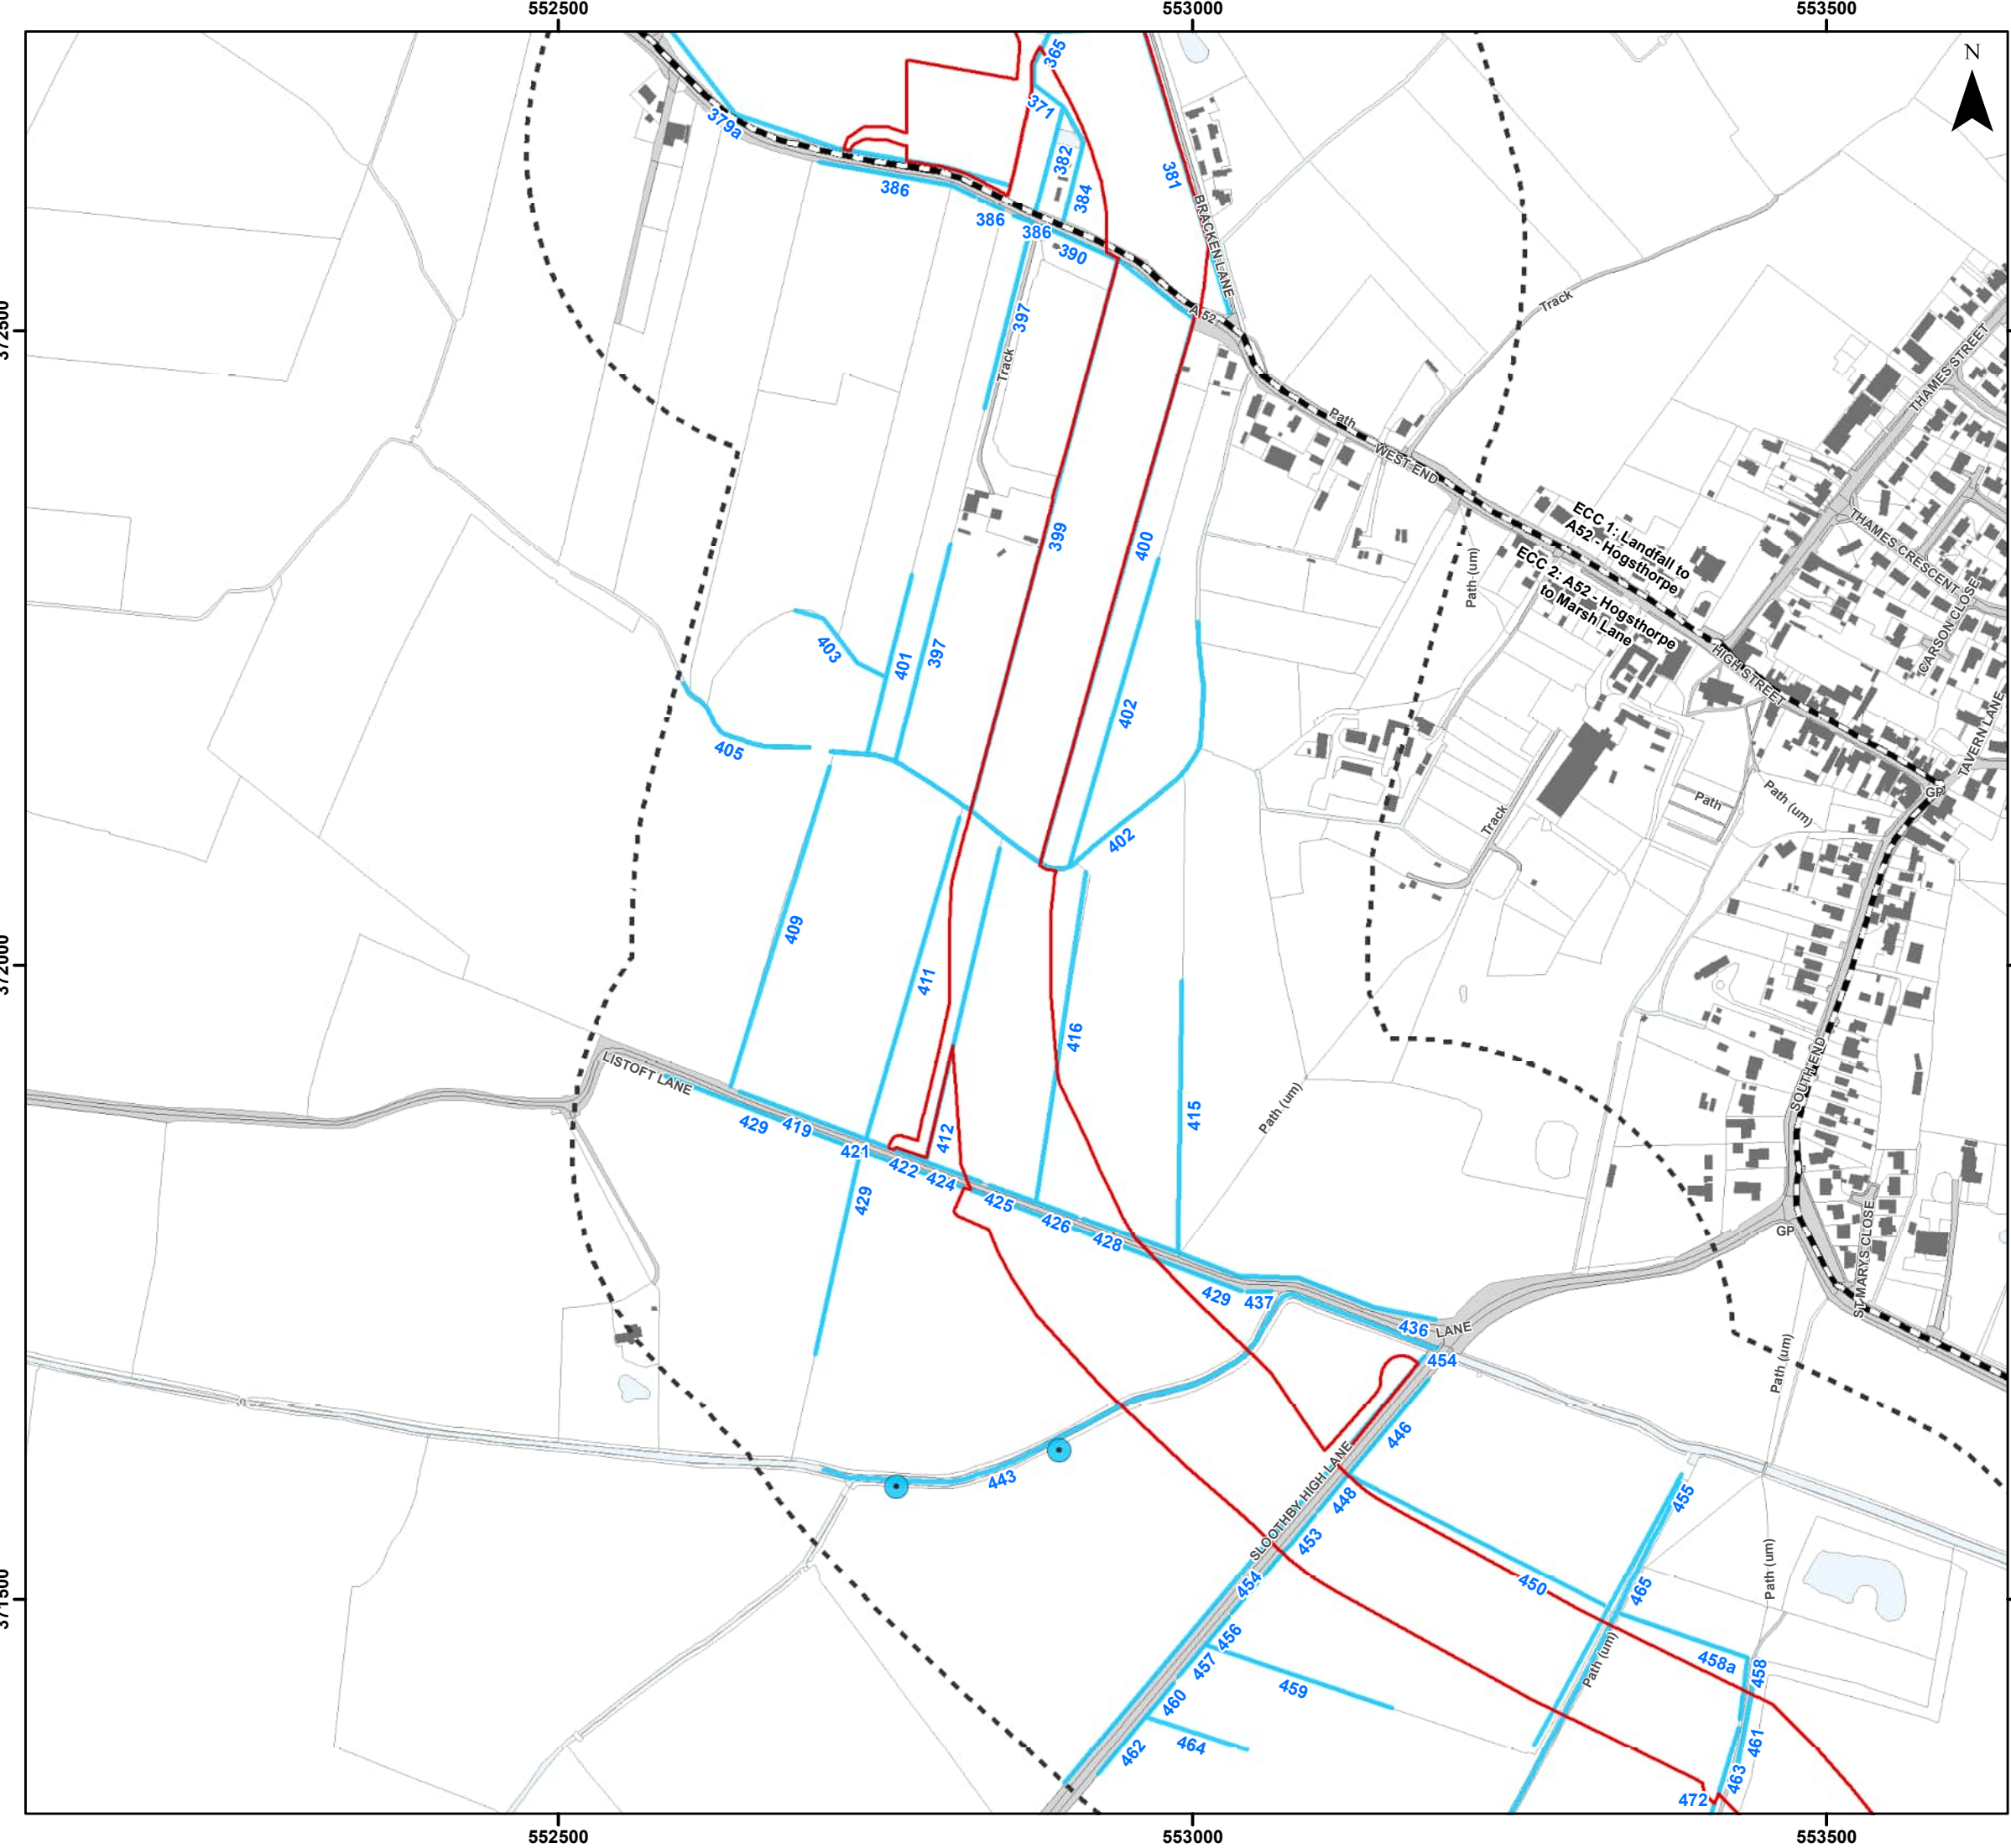 552500
553000
553500
N
365
371
379a
382
384
381
386
386
386
390
BRACKEN LANE
A 52
397
Track
Track
372500
THAMES STREET
Path
WEST END
399
400
ECC 1: Landfall to
A52 - Hogsthorpe
ECC 2: A52 - Hogsthorpe
to Marsh Lane
THAMES CRESCENT
Path (um)
CARSON CLOSE
HIGH STREET
403
401
397
402
405
TAVERN LANE
GP
Path
Path (um)
Track
402
409
411
372000
416
LISTOFT LANE
SOUTH END
Path (um)
415
429
419
412
421
422
424
425
426
428
429
GP
ST MARYS CLOSE
429
437
436
LANE
454
Path (um)
446
443
SLOOTHBY HIGH LANE
448
455
453
454
450
465
Path (um)
371500
456
457
Path (um)
458a
458
459
460
464
462
461
463
472
552500
553000
553500